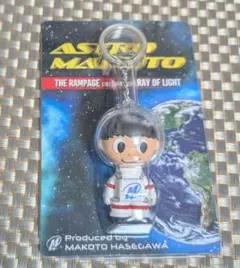 ASTRO
MAKOTO
THE RAMPAGE RAY OF LIGHT
Produced by
MAKOTO HASEGAWA